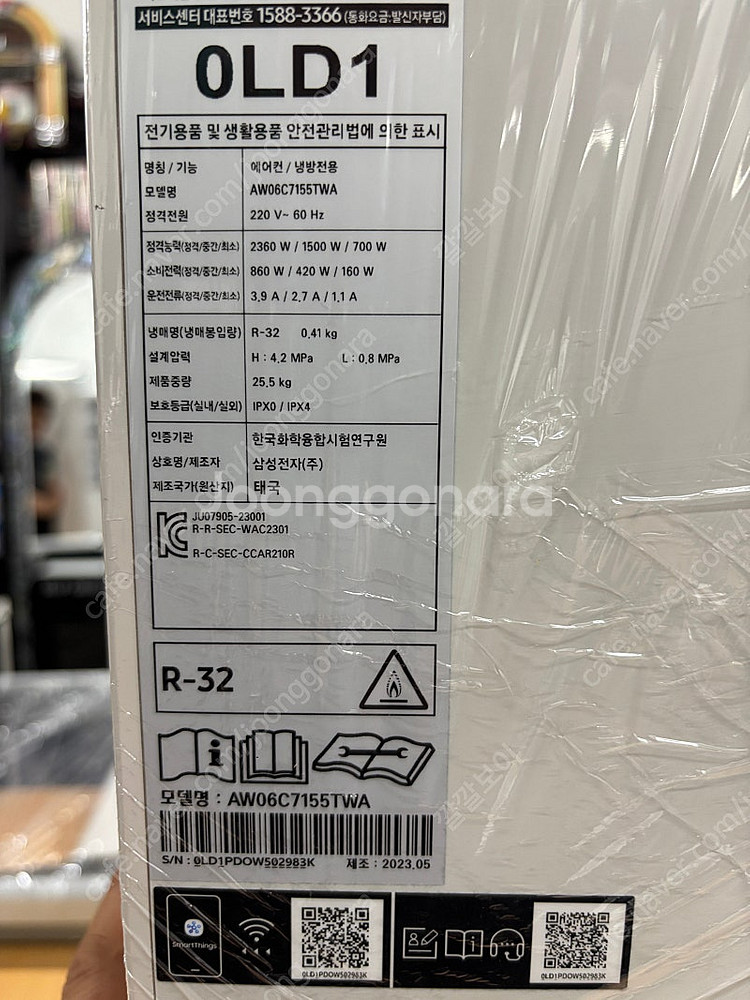 서비스센터 대표번호 1588-3366 (통화요금:발신자부담)
0LD1
전기용품 및 생활용품 안전관리법에 의한 표시
명칭 / 기능 에어컨 / 냉방전용
모델명 AW06C7155TWA
정격전원 220 V~ 60 Hz
정격능력(정격/중간/최소) 2360 W / 1500 W / 700 W
소비전력(정격/중간/최소) 860 W / 420 W / 160 W
운전전류(정격/중간/최소) 3.9 A / 2.7 A / 1.1 A
냉매명(냉매봉입량) R-32 0.41 kg
설계압력 H : 4.2 MPa L : 0.8 MPa
제품중량 25.5 kg
보호등급(실내/실외) IPX0 / IPX4
인증기관 한국화학융합시험연구원
상호명/제조자 삼성전자(주)
제조국가(원산지) 태국
JU07905-23001
R-R-SEC-WAC2301
R-C-SEC-CCAR210R
R-32
모델명 : AW06C7155TWA
S/N : 0LD1PDOW502983K 제조 : 2023.05
SmartThings
0LD1PDOW502983K
0LD1PDOW502983K
joonggonara
cafe.naver.com/joonggonara
깔깔보이